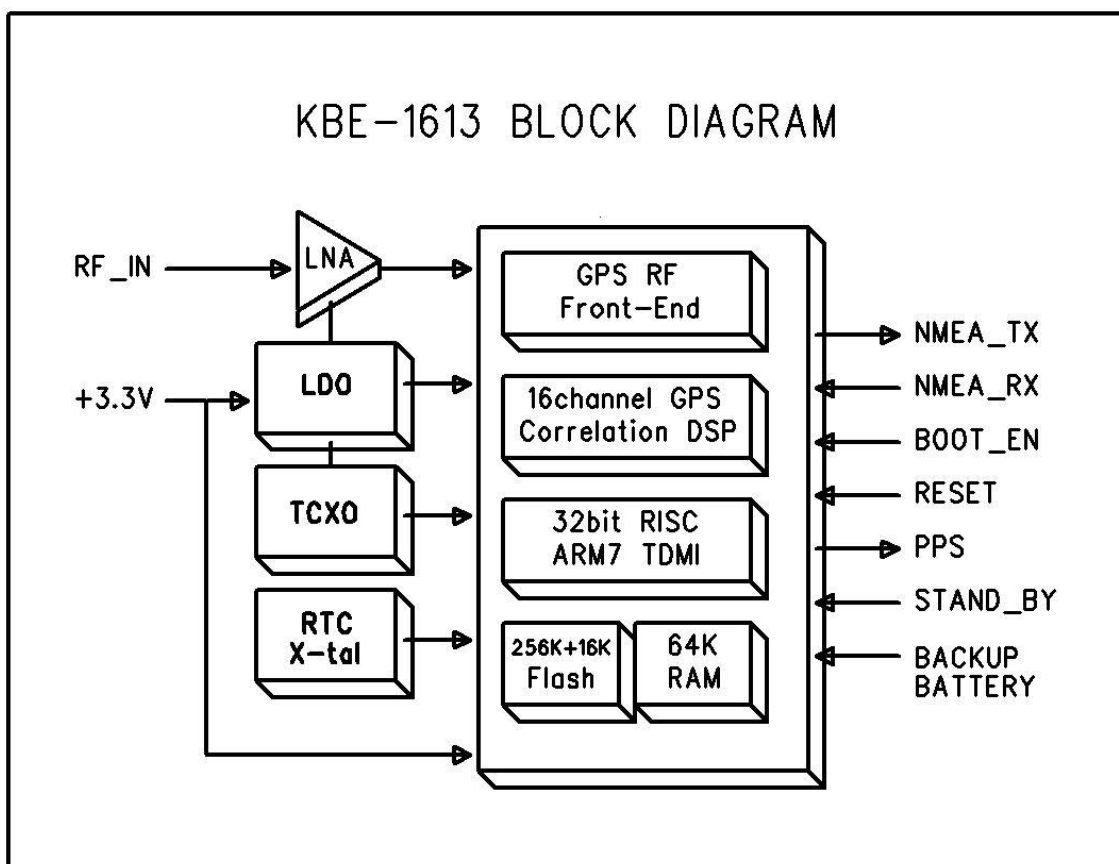 KBE-1613 BLOCK DIAGRAM
RF_IN
LNA
+3.3V
LDO
TCXO
RTC
X-tal
GPS RF
Front-End
16channel GPS
Correlation DSP
32bit RISC
ARM7 TDMI
256K+16K
Flash
64K
RAM
NMEA_TX
NMEA_RX
BOOT_EN
RESET
PPS
STAND_BY
BACKUP
BATTERY